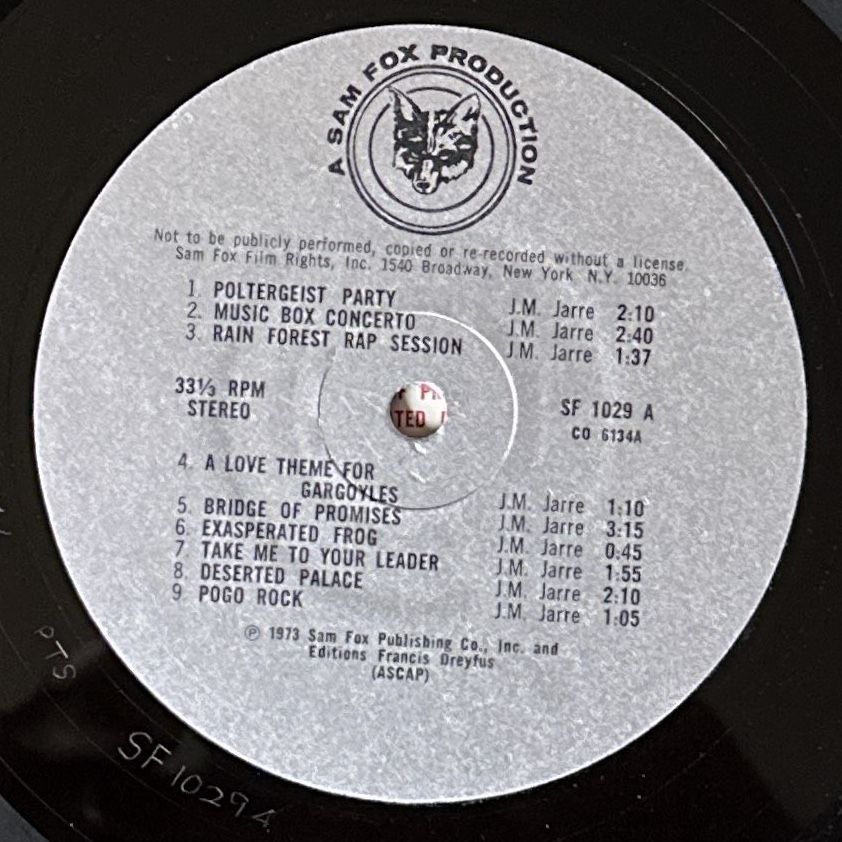 A SAM FOX PRODUCTION
Not to be publicly performed, copied or re-recorded without a license.
Sam Fox Film Rights, Inc. 1540 Broadway, New York N.Y. 10036
1. POLTERGEIST PARTY J.M. Jarre 2:10
2. MUSIC BOX CONCERTO J.M. Jarre 2:40
3. RAIN FOREST RAP SESSION J.M. Jarre 1:37
33⅓ RPM
STEREO
TED
SF 1029 A
CO 6134A
4. A LOVE THEME FOR
GARGOYLES J.M. Jarre 1:10
5. BRIDGE OF PROMISES J.M. Jarre 3:15
6. EXASPERATED FROG J.M. Jarre 0:45
7. TAKE ME TO YOUR LEADER J.M. Jarre 1:55
8. DESERTED PALACE J.M. Jarre 2:10
9. POGO ROCK J.M. Jarre 1:05
℗ 1973 Sam Fox Publishing Co., Inc. and
Editions Francis Dreyfus
(ASCAP)
PTS
SF1029A